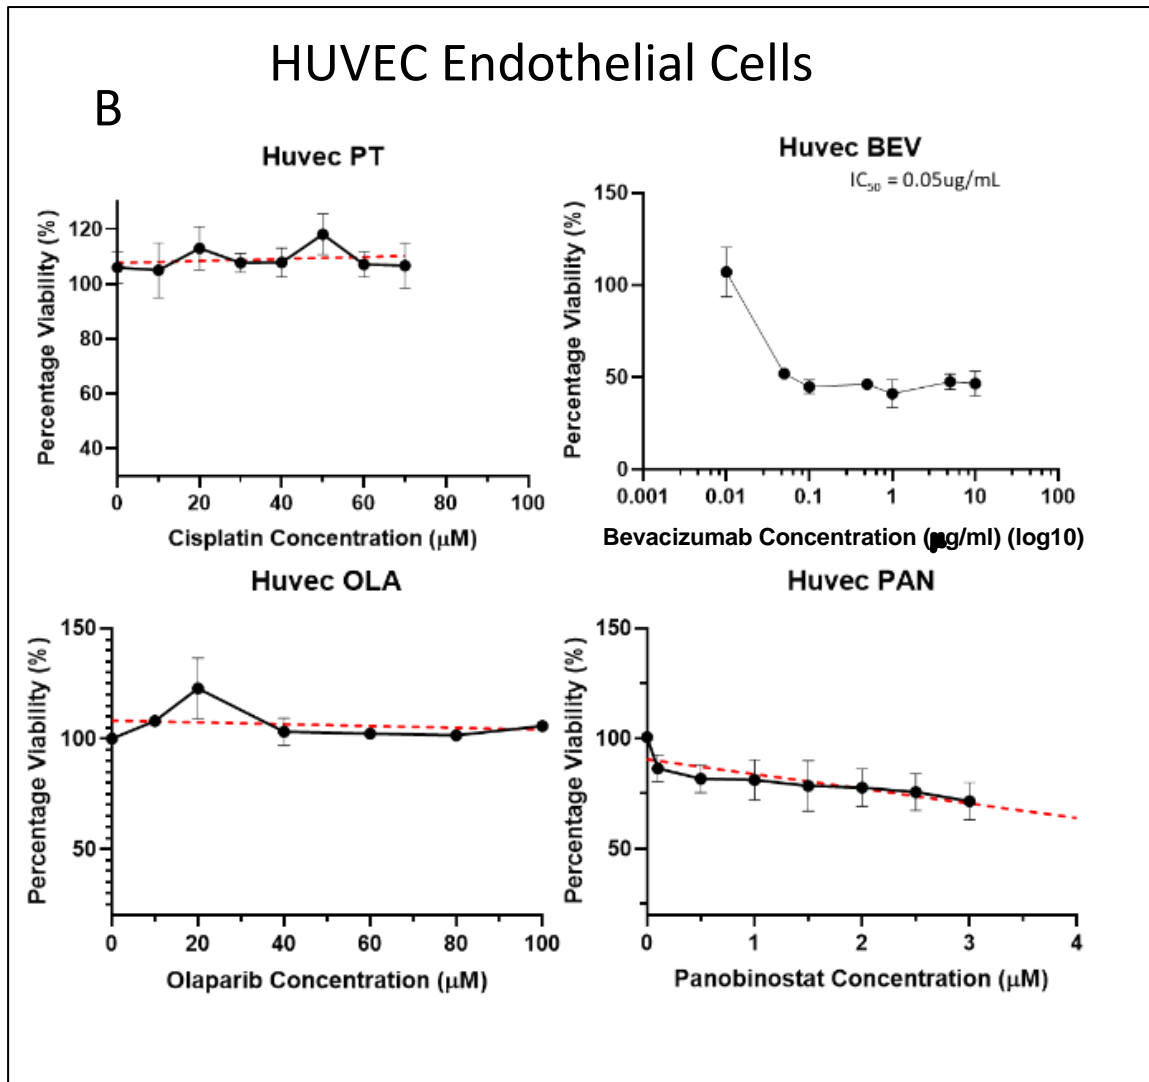 HUVEC Endothelial Cells
B
Huvec PT
Percentage Viability (%)
120
100
80
60
40
0 20 40 60 80 100
Cisplatin Concentration (μM)
Huvec BEV
IC₅₀ = 0.05ug/mL
Percentage Viability (%)
150
100
50
0
0.001 0.01 0.1 1 10 100
Bevacizumab Concentration (μg/ml) (log10)
Huvec OLA
Percentage Viability (%)
150
100
50
0 20 40 60 80 100
Olaparib Concentration (μM)
Huvec PAN
Percentage Viability (%)
150
100
50
0 1 2 3 4
Panobinostat Concentration (μM)